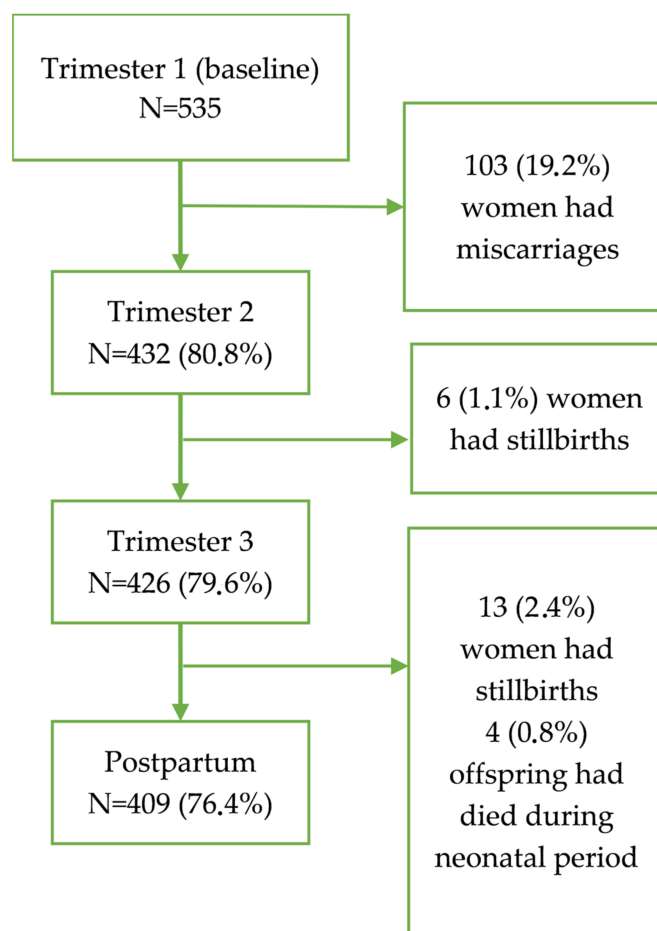 Trimester 1 (baseline)
N=535
103 (19.2%)
women had
miscarriages
Trimester 2
N=432 (80.8%)
6 (1.1%) women
had stillbirths
Trimester 3
N=426 (79.6%)
13 (2.4%)
women had
stillbirths
4 (0.8%)
offspring had
died during
neonatal period
Postpartum
N=409 (76.4%)